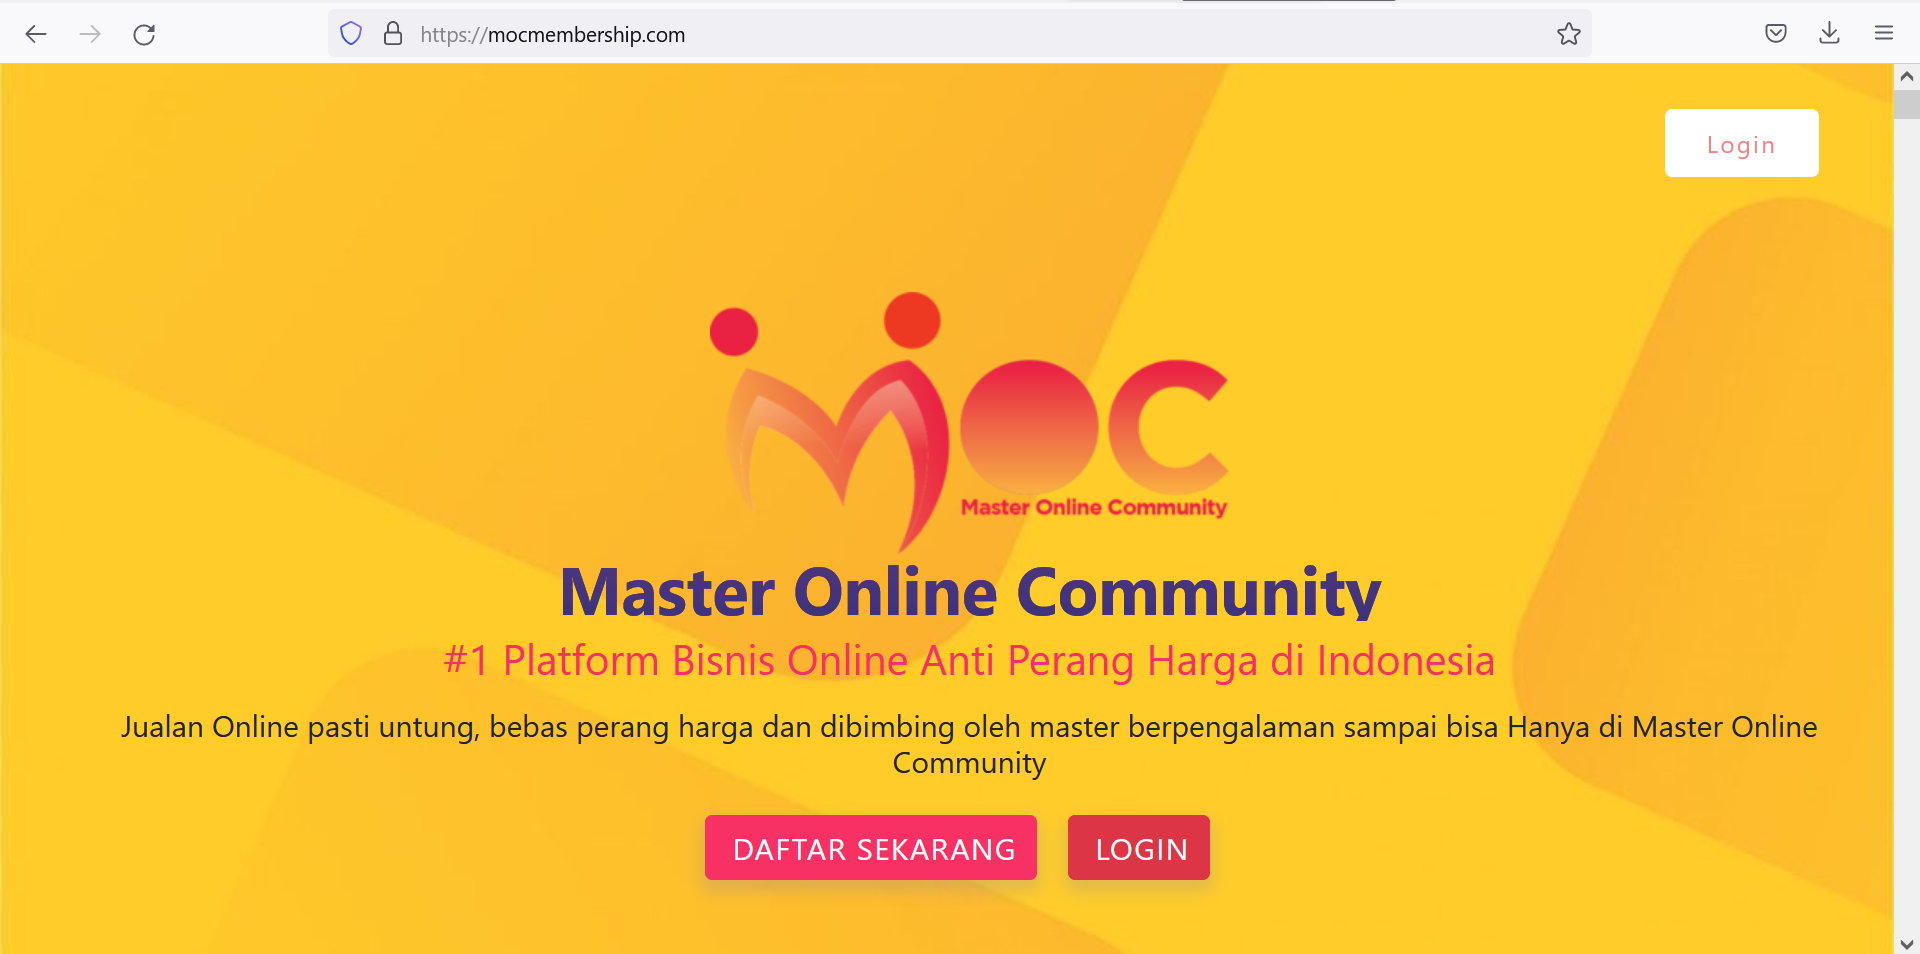 https://mocmembership.com
Login
MOC
Master Online Community
Master Online Community
#1 Platform Bisnis Online Anti Perang Harga di Indonesia
Jualan Online pasti untung, bebas perang harga dan dibimbing oleh master berpengalaman sampai bisa Hanya di Master Online
Community
DAFTAR SEKARANG
LOGIN